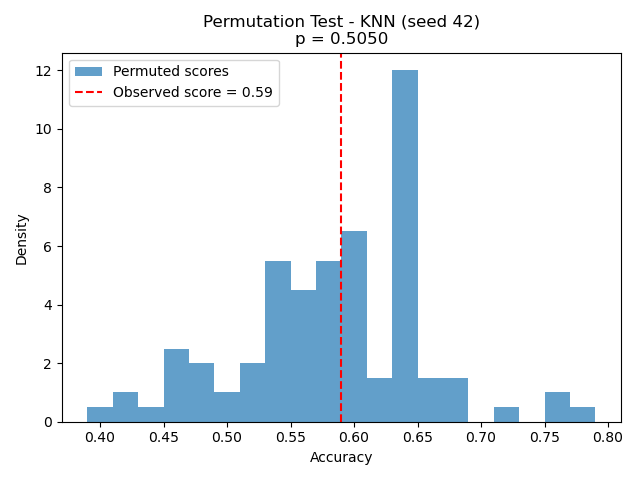 Permutation Test - KNN (seed 42)
p = 0.5050
Permuted scores
Observed score = 0.59
Density
12
10
8
6
4
2
0
0.40 0.45 0.50 0.55 0.60 0.65 0.70 0.75 0.80
Accuracy